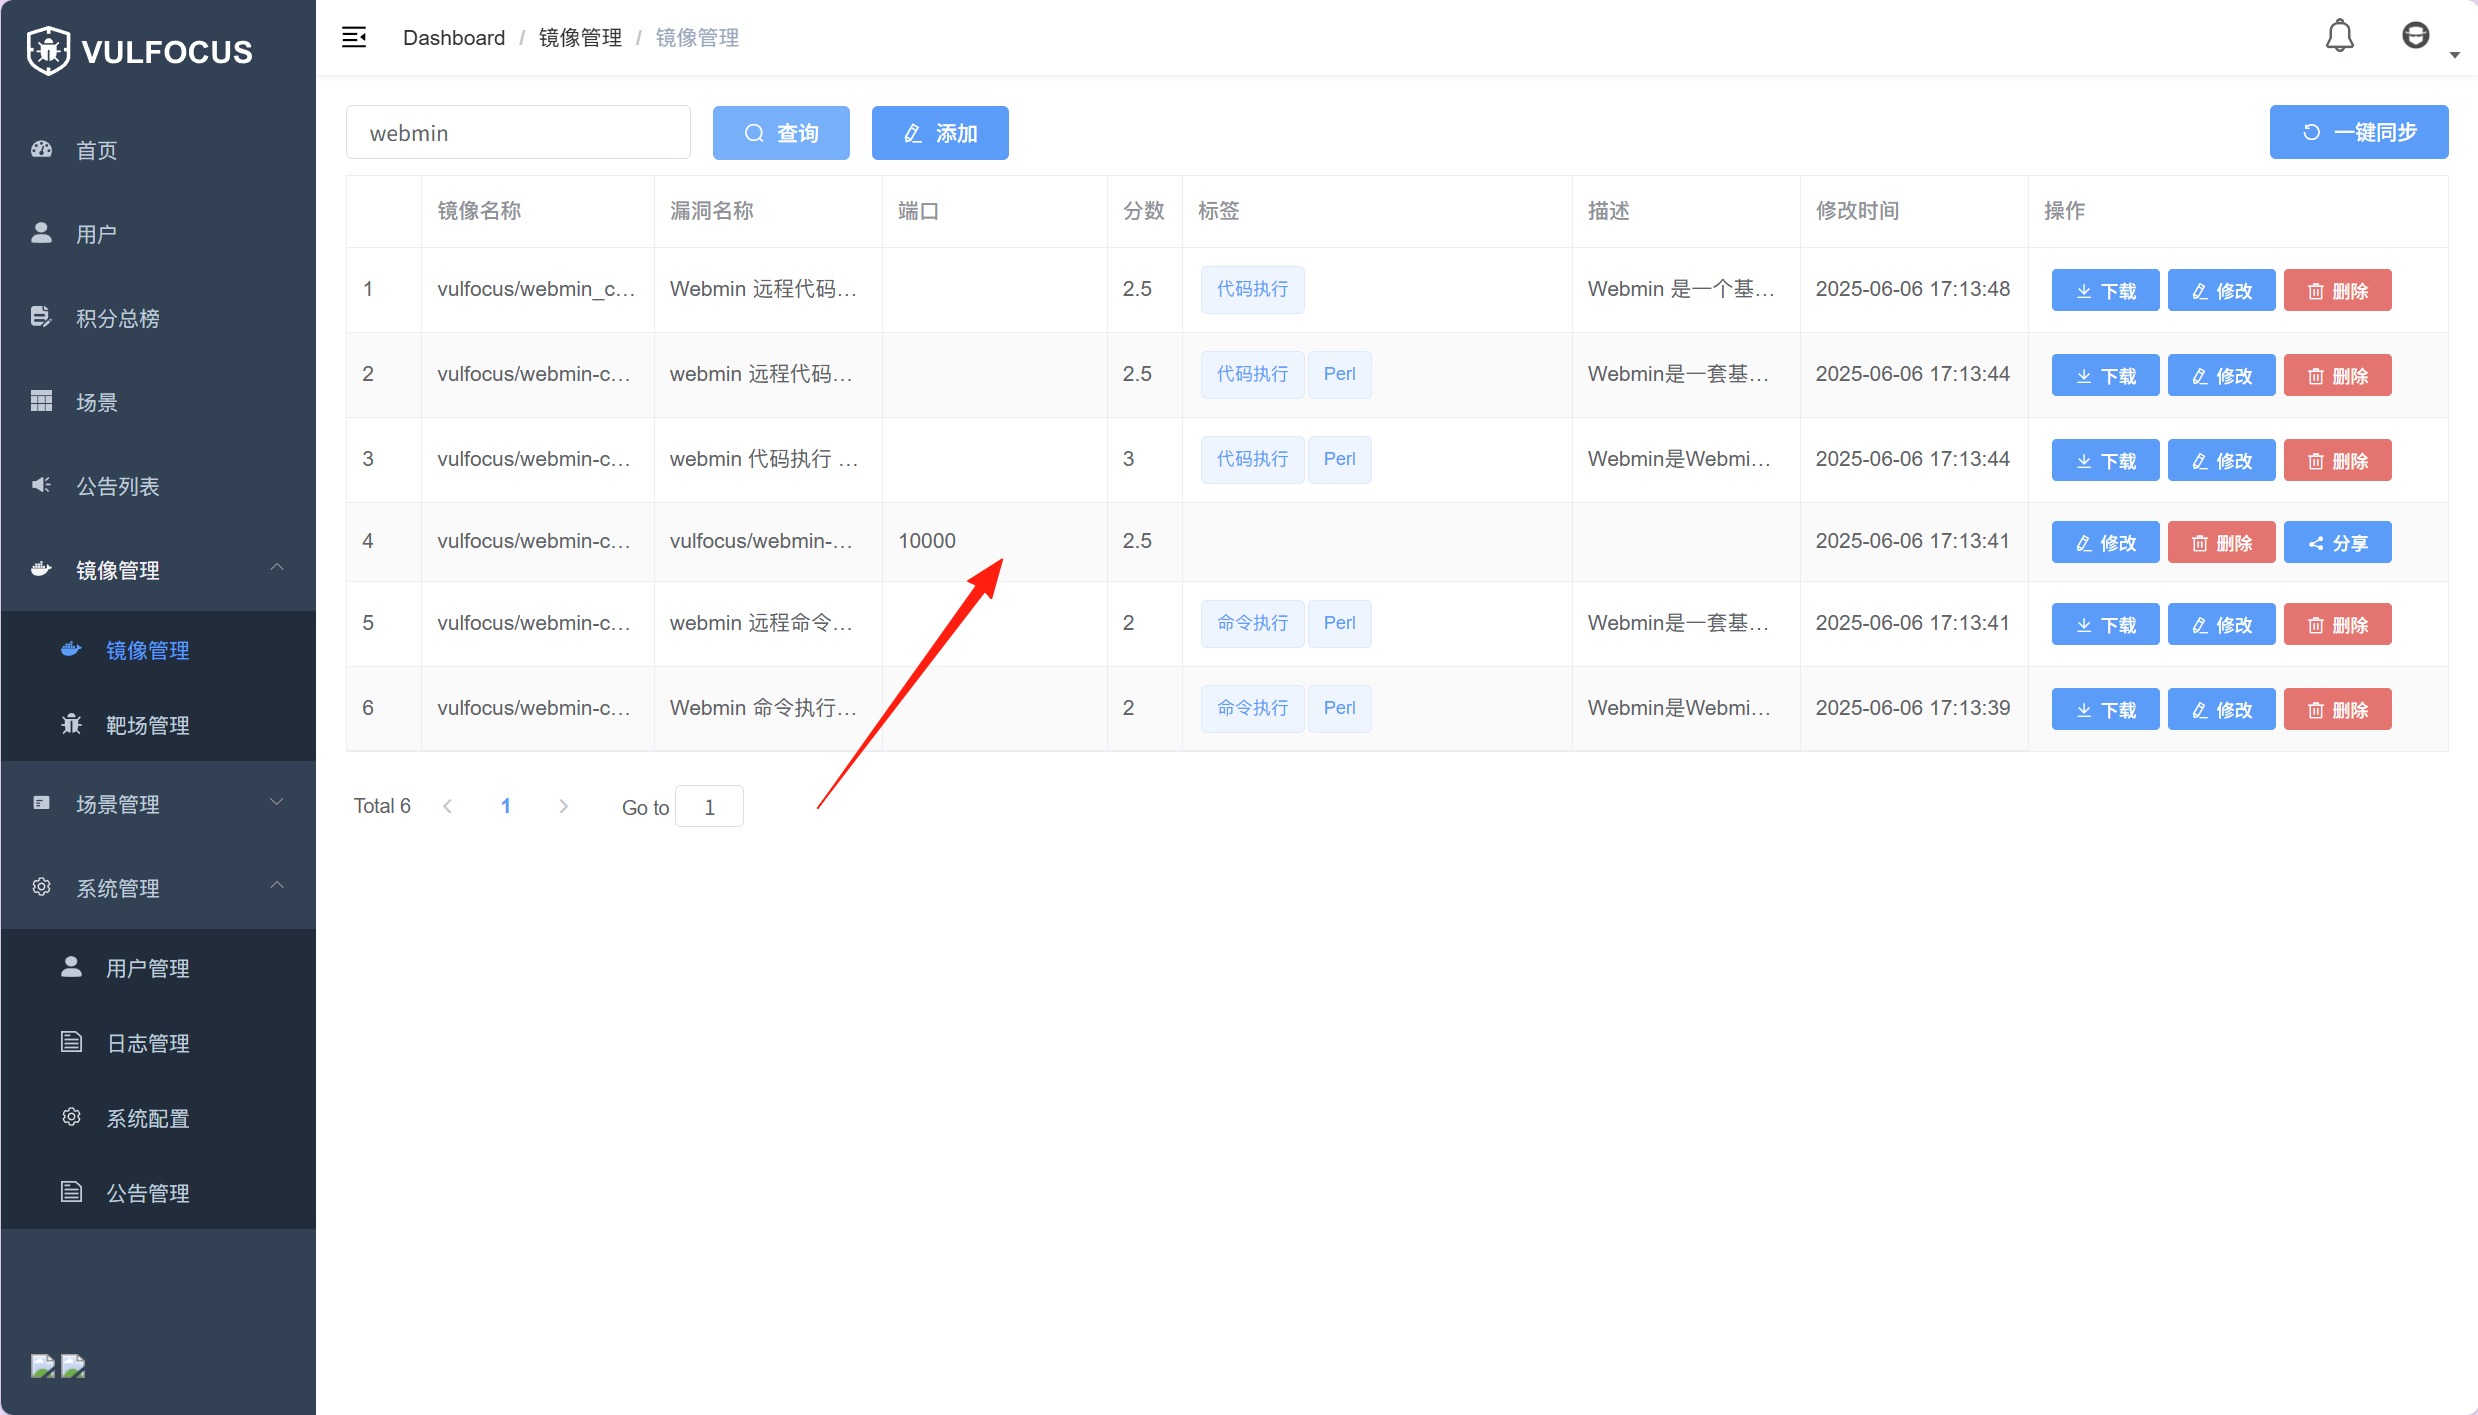 VULFOCUS
首页
用户
积分总榜
场景
公告列表
镜像管理
镜像管理
靶场管理
场景管理
系统管理
用户管理
日志管理
系统配置
公告管理
Dashboard / 镜像管理 / 镜像管理
webmin 查询 添加 一键同步
镜像名称 漏洞名称 端口 分数 标签 描述 修改时间 操作
1 vulfocus/webmin_c... Webmin 远程代码... 2.5 代码执行 Webmin 是一个基... 2025-06-06 17:13:48 下载 修改 删除
2 vulfocus/webmin-c... webmin 远程代码... 2.5 代码执行 Perl Webmin是一套基... 2025-06-06 17:13:44 下载 修改 删除
3 vulfocus/webmin-c... webmin 代码执行 ... 3 代码执行 Perl Webmin是Webmi... 2025-06-06 17:13:44 下载 修改 删除
4 vulfocus/webmin-c... vulfocus/webmin-... 10000 2.5 2025-06-06 17:13:41 修改 删除 分享
5 vulfocus/webmin-c... webmin 远程命令... 2 命令执行 Perl Webmin是一套基... 2025-06-06 17:13:41 下载 修改 删除
6 vulfocus/webmin-c... Webmin 命令执行... 2 命令执行 Perl Webmin是Webmi... 2025-06-06 17:13:39 下载 修改 删除
Total 6 1 Go to 1